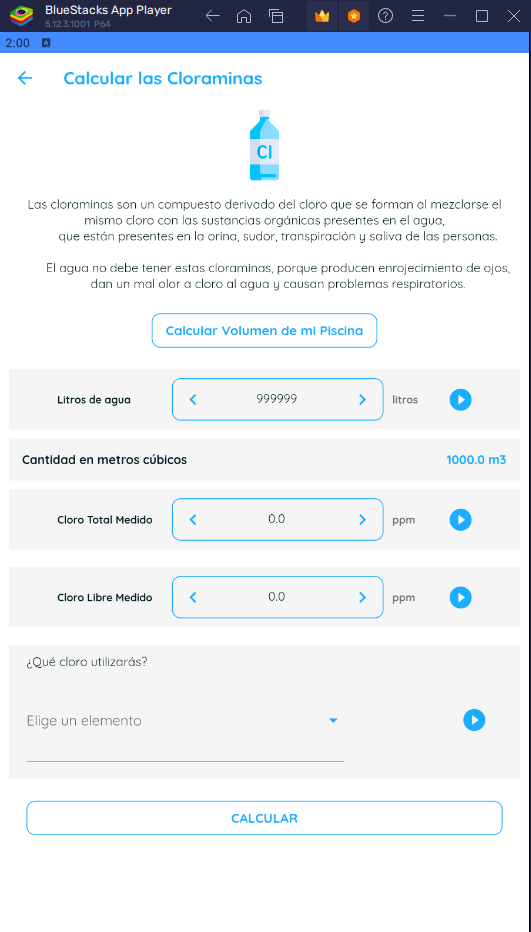 BlueStacks App Player
5.12.3.1001 P64
2:00 A
Calcular las Cloraminas
Cl
Las cloraminas son un compuesto derivado del cloro que se forman al mezclarse el
mismo cloro con las sustancias orgánicas presentes en el agua,
que están presentes en la orina, sudor, transpiración y saliva de las personas.
El agua no debe tener estas cloraminas, porque producen enrojecimiento de ojos,
dan un mal olor a cloro al agua y causan problemas respiratorios.
Calcular Volumen de mi Piscina
Litros de agua 999999 litros
Cantidad en metros cúbicos 1000.0 m3
Cloro Total Medido 0.0 ppm
Cloro Libre Medido 0.0 ppm
¿Qué cloro utilizarás?
Elige un elemento
CALCULAR